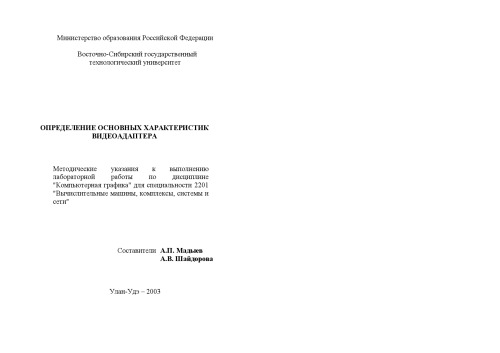 Министерство образования Российской Федерации
Восточно-Сибирский государственный
технологический университет
ОПРЕДЕЛЕНИЕ ОСНОВНЫХ ХАРАКТЕРИСТИК
ВИДЕОАДАПТЕРА
Методические указания к выполнению
лабораторной работы по дисциплине
"Компьютерная графика" для специальности 2201
"Вычислительные машины, комплексы, системы и
сети"
Составители А.П. Мадыев
А.В. Шайдорова
Улан-Удэ – 2003